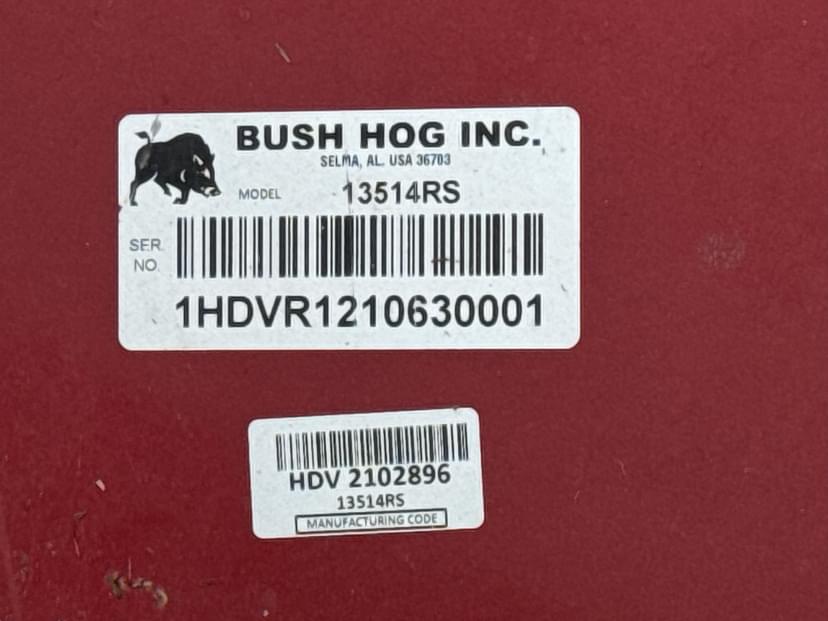 BUSH HOG INC.
SELMA, AL. USA 36703
MODEL 13514RS
SER.
NO.
1HDVR1210630001
HDV 2102896
13514RS
MANUFACTURING CODE